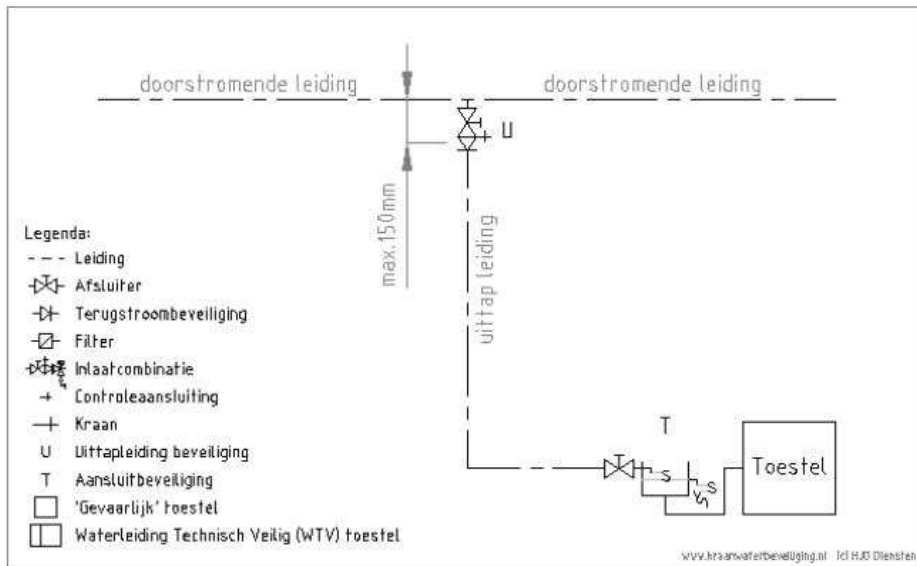 doorstromende leiding
doorstromende leiding
U
max.150mm
uittap leiding
Legenda:
Leiding
Afsluiter
Terugstroombeveiliging
Filter
Inlaatcombinatie
Controleaansluiting
Kraan
U Uittapleiding beveiliging
T Aansluitbeveiliging
'Gevaarlijk' toestel
Waterleiding Technisch Veilig (WTV) toestel
T
S
S
Toestel
www.kraanwaterbeveiliging.nl (c) HJG Diensten